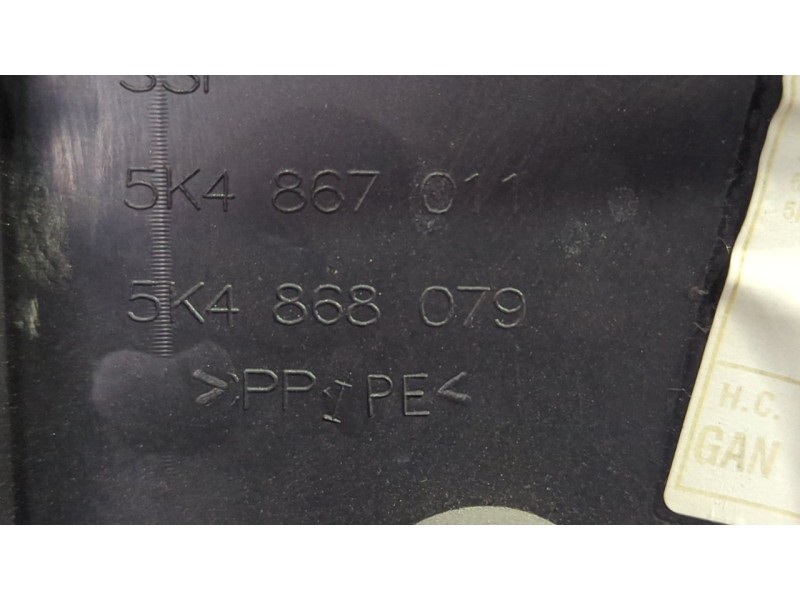 5K4 867 011
5K4 868 079
>PP+PE<
H.C.
GAN